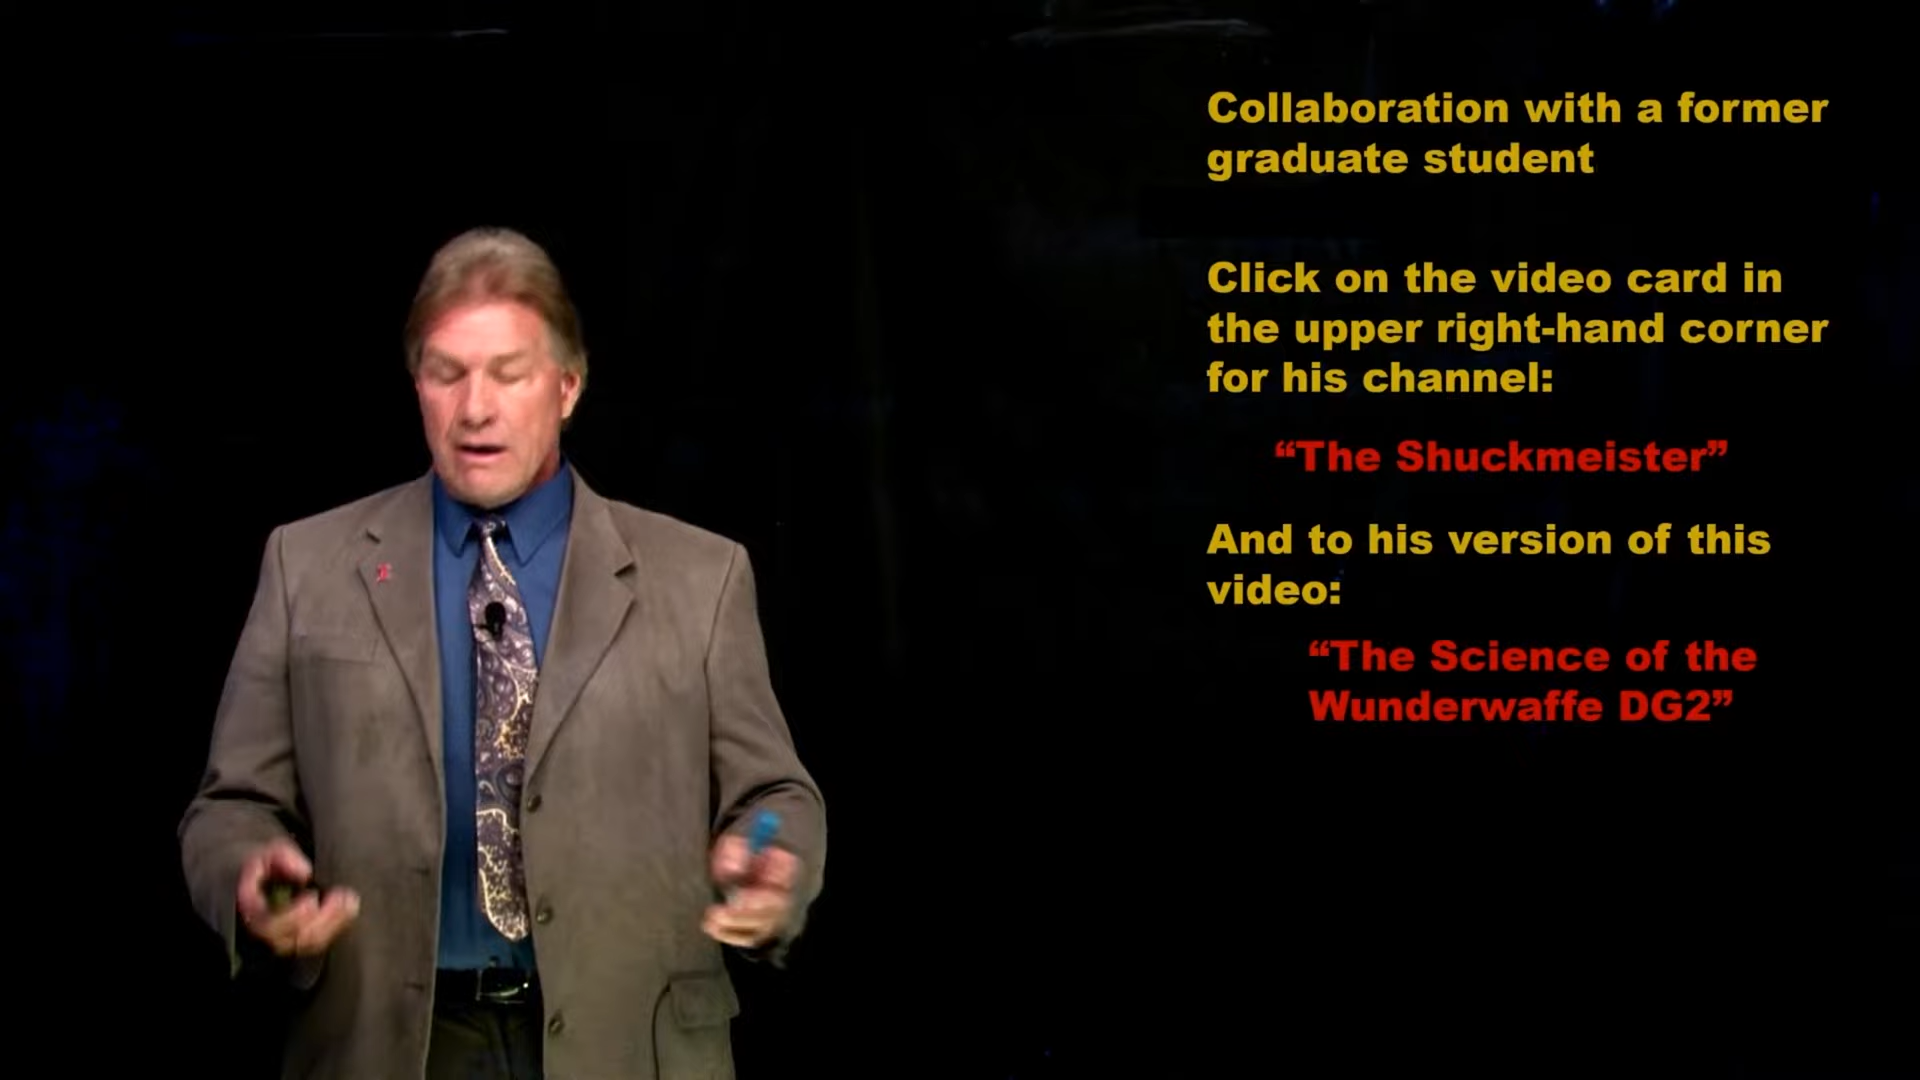 Collaboration with a former
graduate student
Click on the video card in
the upper right-hand corner
for his channel:
“The Shuckmeister”
And to his version of this
video:
“The Science of the
Wunderwaffe DG2”